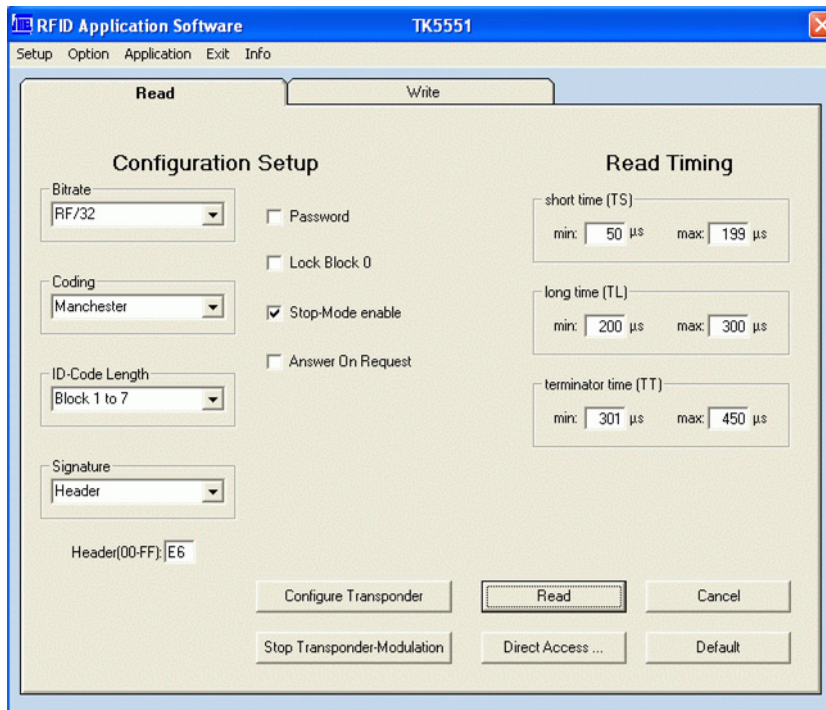 RFID Application Software TK5551
Setup Option Application Exit Info
Read Write
Configuration Setup
Bitrate
RF/32
Coding
Manchester
ID-Code Length
Block 1 to 7
Signature
Header
Header(00-FF): E6
Password
Lock Block 0
Stop-Mode enable
Answer On Request
Read Timing
short time (TS)
min: 50 µs max: 199 µs
long time (TL)
min: 200 µs max: 300 µs
terminator time (TT)
min: 301 µs max: 450 µs
Configure Transponder Read Cancel
Stop Transponder-Modulation Direct Access ... Default